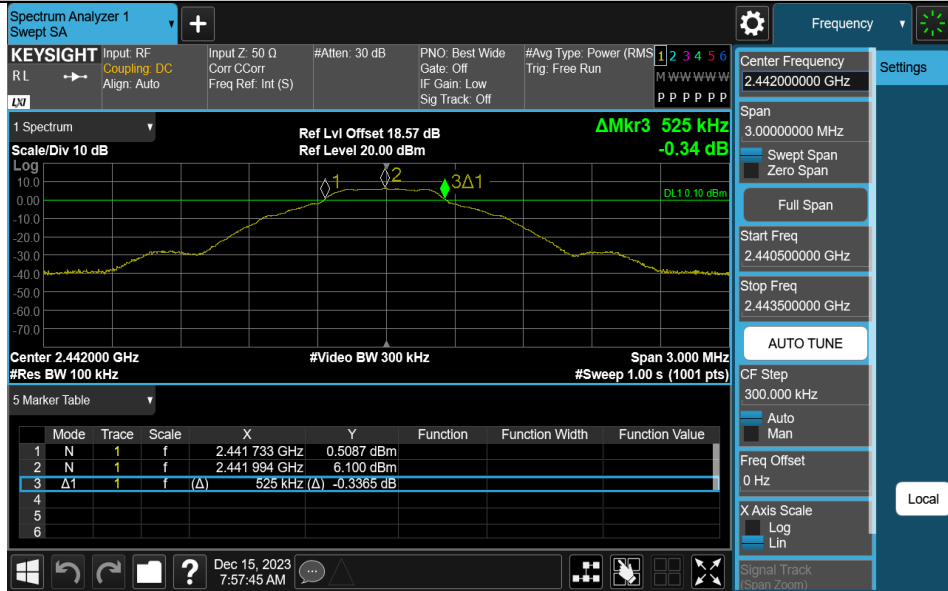 Spectrum Analyzer 1
Swept SA
+
Frequency
KEYSIGHT
R L
LXI
Input: RF
Coupling: DC
Align: Auto
Input Z: 50 Ω
Corr CCorr
Freq Ref: Int (S)
#Atten: 30 dB
PNO: Best Wide
Gate: Off
IF Gain: Low
Sig Track: Off
#Avg Type: Power (RMS
Trig: Free Run
1 2 3 4 5 6
M W W W W W
P P P P P P
1 Spectrum
Scale/Div 10 dB
Ref Lvl Offset 18.57 dB
Ref Level 20.00 dBm
ΔMkr3 525 kHz
-0.34 dB
Log
10.0
0.00
-10.0
-20.0
-30.0
-40.0
-50.0
-60.0
-70.0
1
2
3Δ1
DL1 0.10 dBm
Center 2.442000 GHz
#Video BW 300 kHz
Span 3.000 MHz
#Res BW 100 kHz
#Sweep 1.00 s (1001 pts)
5 Marker Table
Mode Trace Scale X Y Function Function Width Function Value
1 N 1 f 2.441 733 GHz 0.5087 dBm
2 N 1 f 2.441 994 GHz 6.100 dBm
3 Δ1 1 f (Δ) 525 kHz (Δ) -0.3365 dB
4
5
6
?
Dec 15, 2023
7:57:45 AM
Center Frequency
2.442000000 GHz
Span
3.00000000 MHz
Swept Span
Zero Span
Full Span
Start Freq
2.440500000 GHz
Stop Freq
2.443500000 GHz
AUTO TUNE
CF Step
300.000 kHz
Auto
Man
Freq Offset
0 Hz
X Axis Scale
Log
Lin
Signal Track
(Span Zoom)
Settings
Local